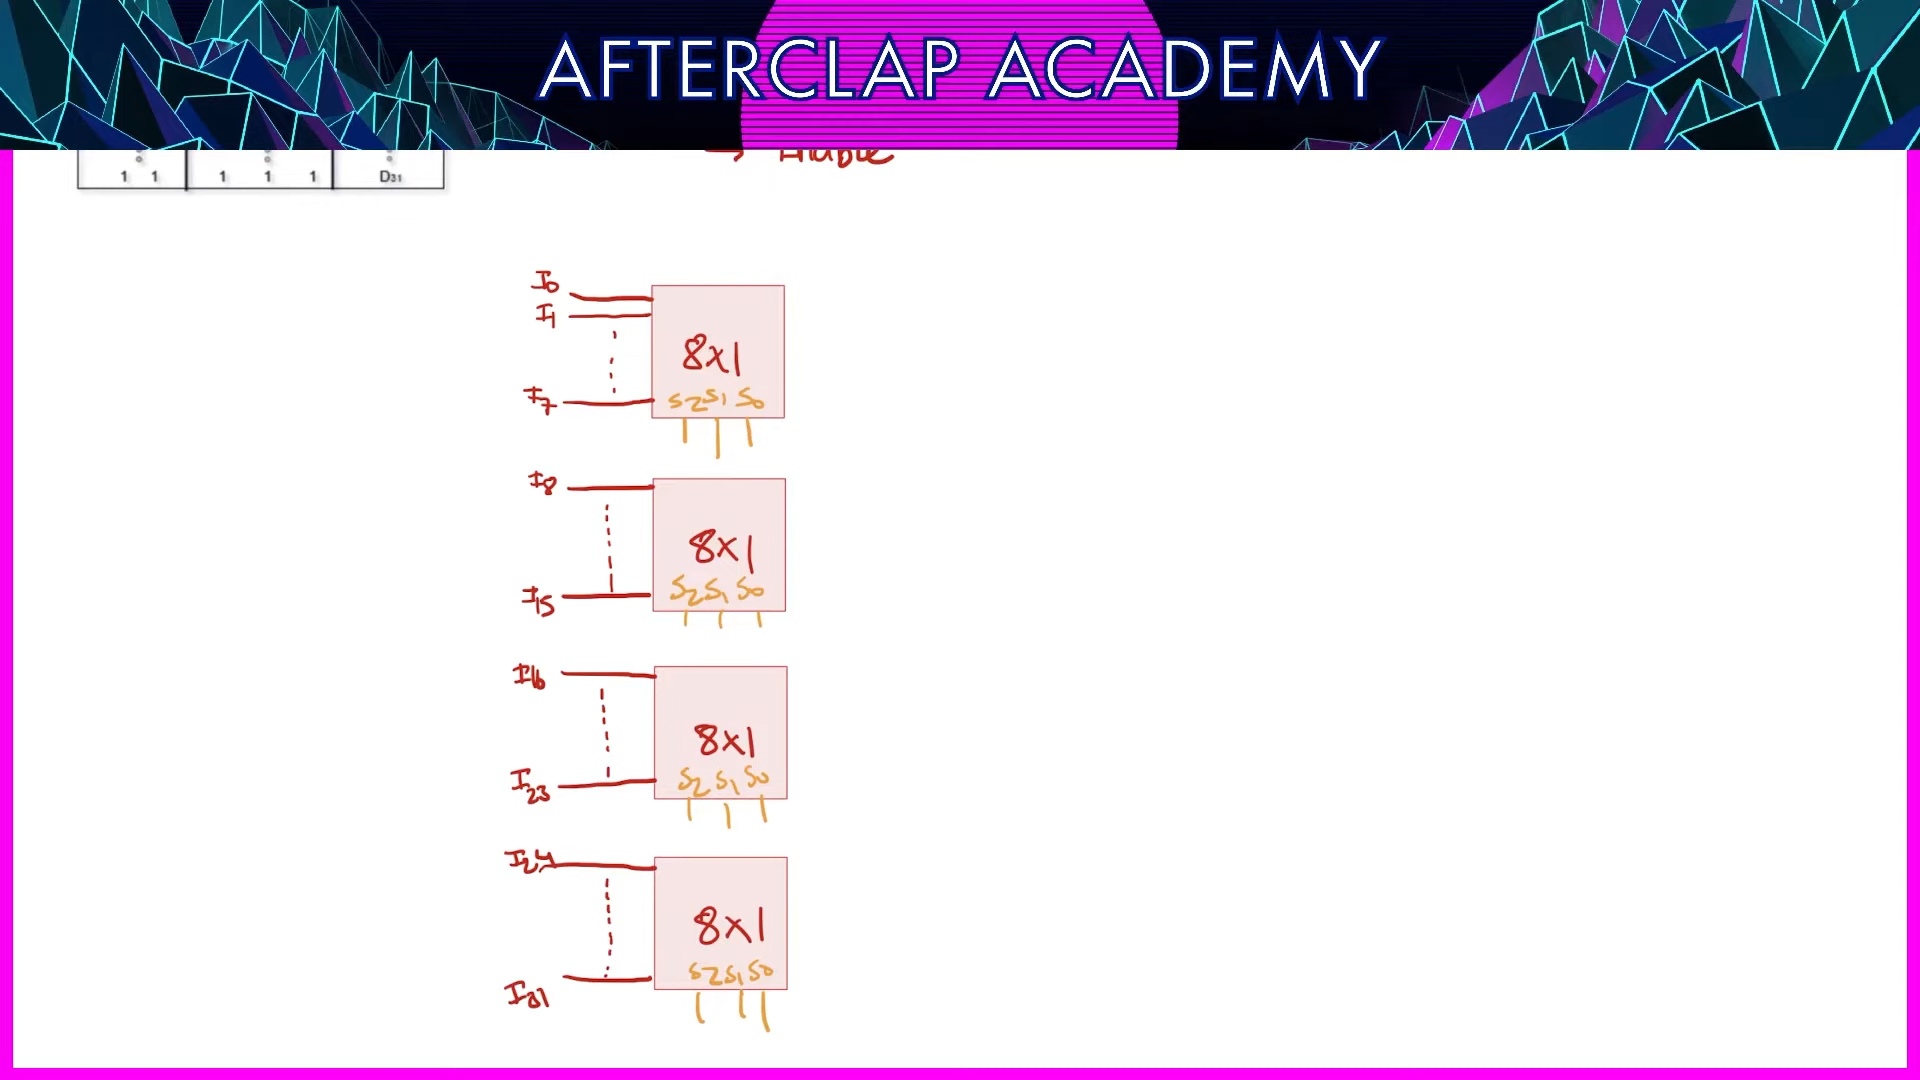 AFTERCLAP ACADEMY
1 1 1 1 1 D31
I0
I1
8x1
I7
S2 S1 S0
I8
8x1
S2 S1 S0
I15
I16
8x1
S2 S1 S0
I23
I24
8x1
S2 S1 S0
I31